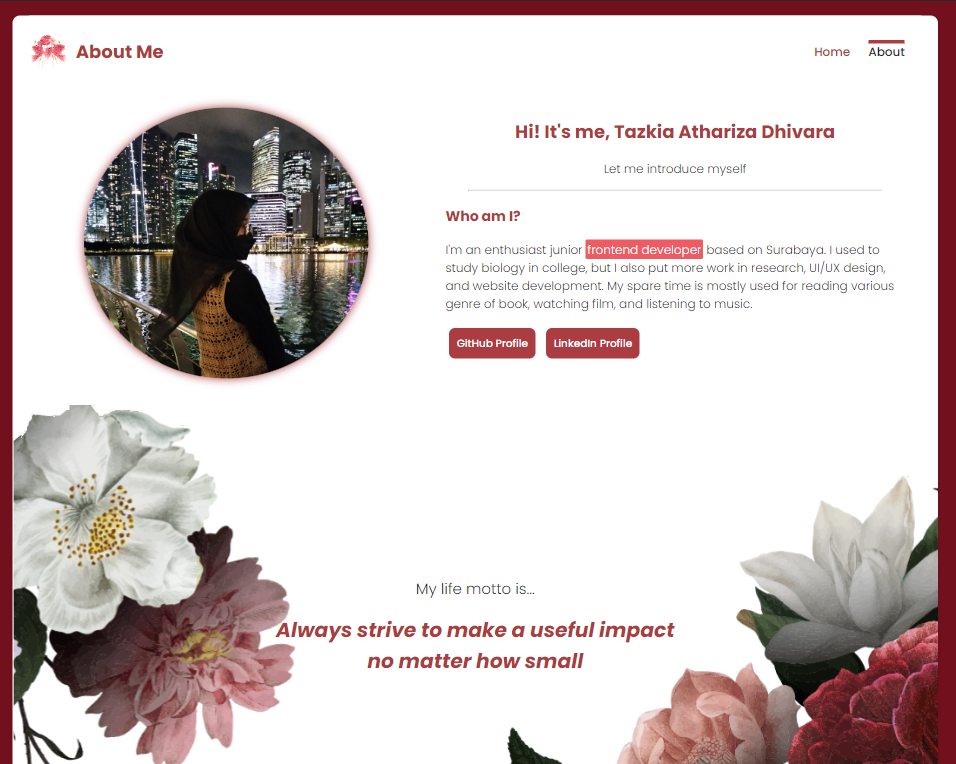 About Me
Home
About
Hi! It's me, Tazkia Athariza Dhivara
Let me introduce myself
Who am I?
I'm an enthusiast junior frontend developer based on Surabaya. I used to
study biology in college, but I also put more work in research, UI/UX design,
and website development. My spare time is mostly used for reading various
genre of book, watching film, and listening to music.
GitHub Profile
LinkedIn Profile
My life motto is...
Always strive to make a useful impact
no matter how small